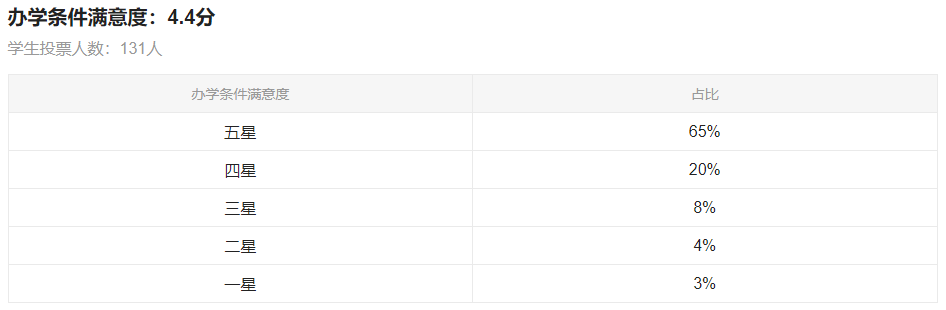 办学条件满意度：4.4分
学生投票人数：131人
办学条件满意度 占比
五星 65%
四星 20%
三星 8%
二星 4%
一星 3%